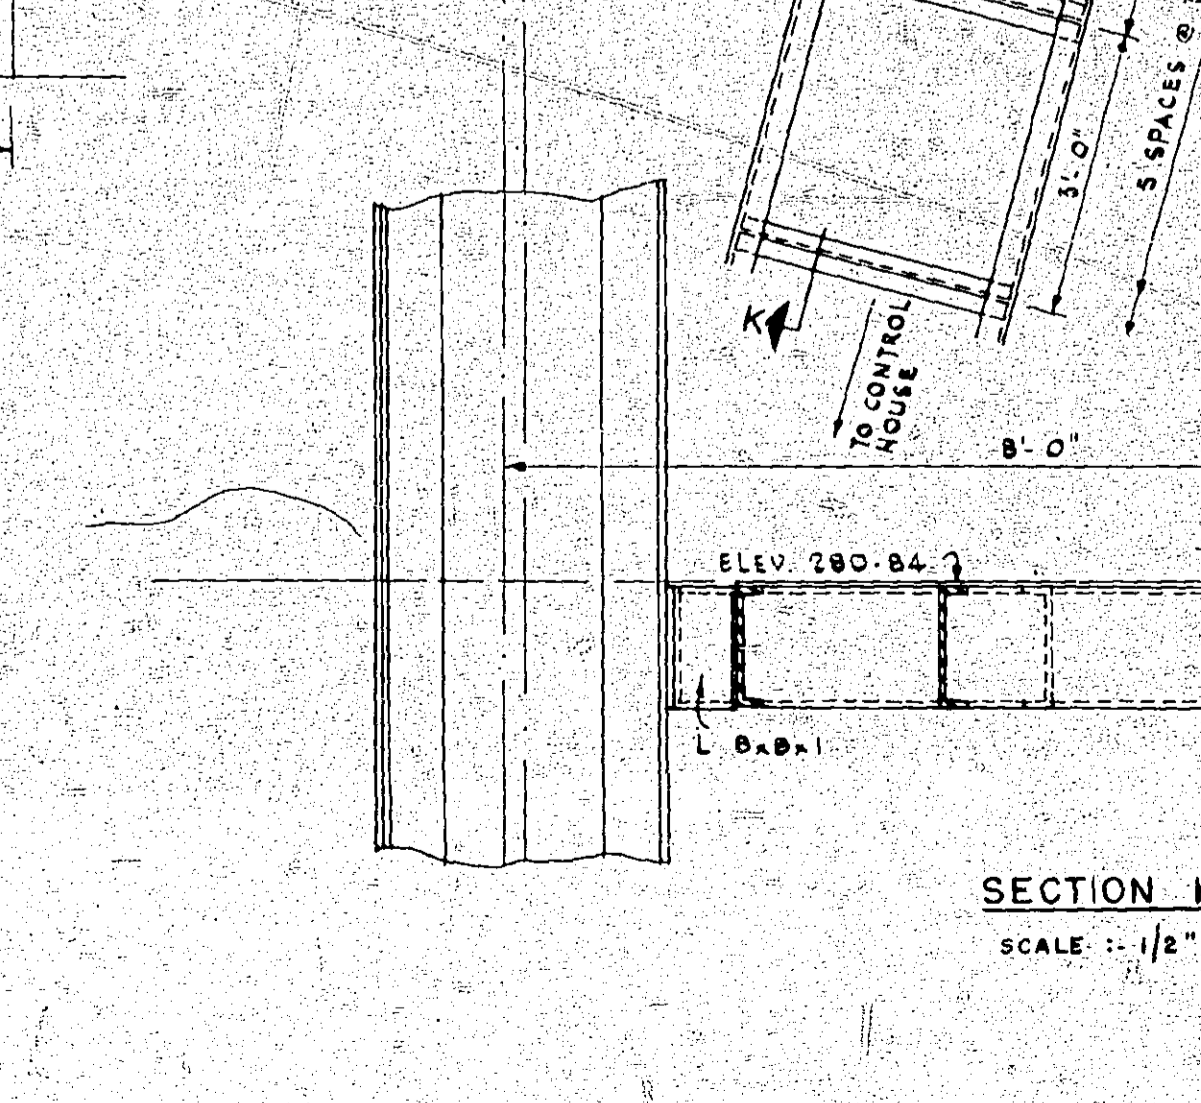 5 SPACES @
3'-0"
K
TO CONTROL
HOUSE
8'-0"
ELEV. 280.84
L 8x8x1
SECTION
SCALE :- 1/2"